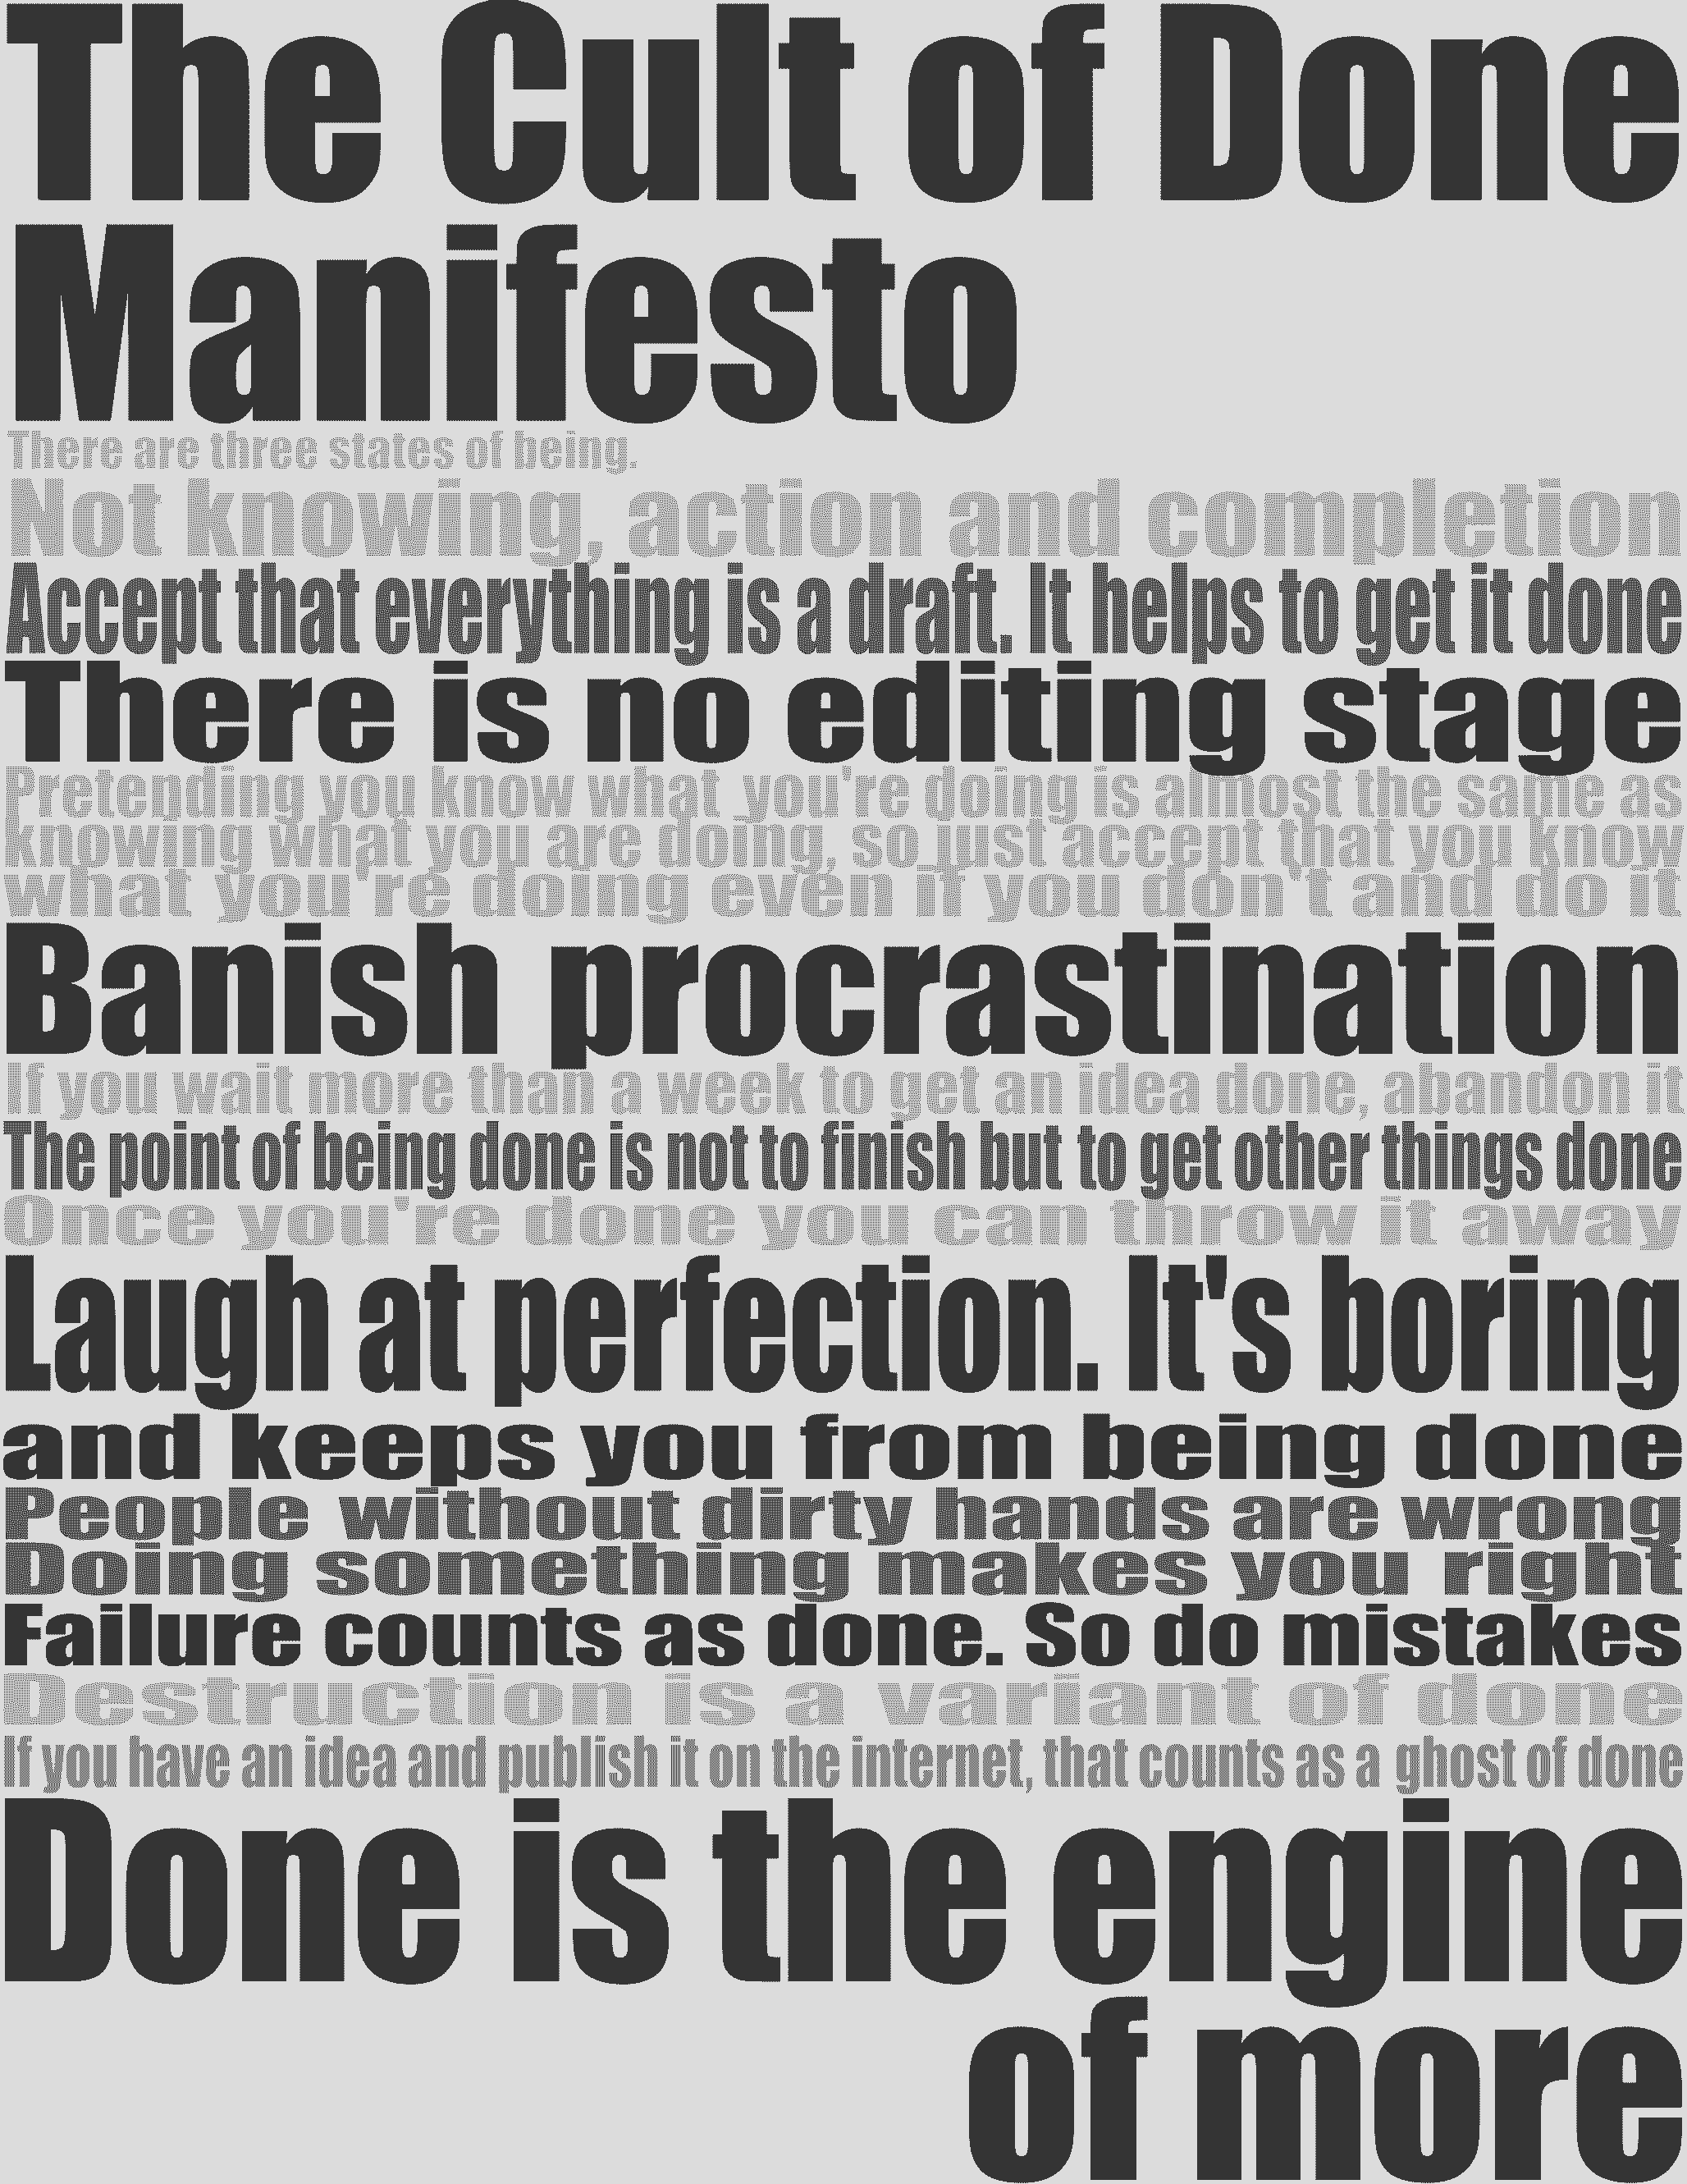 The Cult of Done
Manifesto
There are three states of being.
Not knowing, action and completion
Accept that everything is a draft. It helps to get it done
There is no editing stage
Pretending you know what you're doing is almost the same as
knowing what you are doing, so just accept that you know
what you're doing even if you don't and do it
Banish procrastination
If you wait more than a week to get an idea done, abandon it
The point of being done is not to finish but to get other things done
Once you're done you can throw it away
Laugh at perfection. It's boring
and keeps you from being done
People without dirty hands are wrong
Doing something makes you right
Failure counts as done. So do mistakes
Destruction is a variant of done
If you have an idea and publish it on the internet, that counts as a ghost of done
Done is the engine
of more